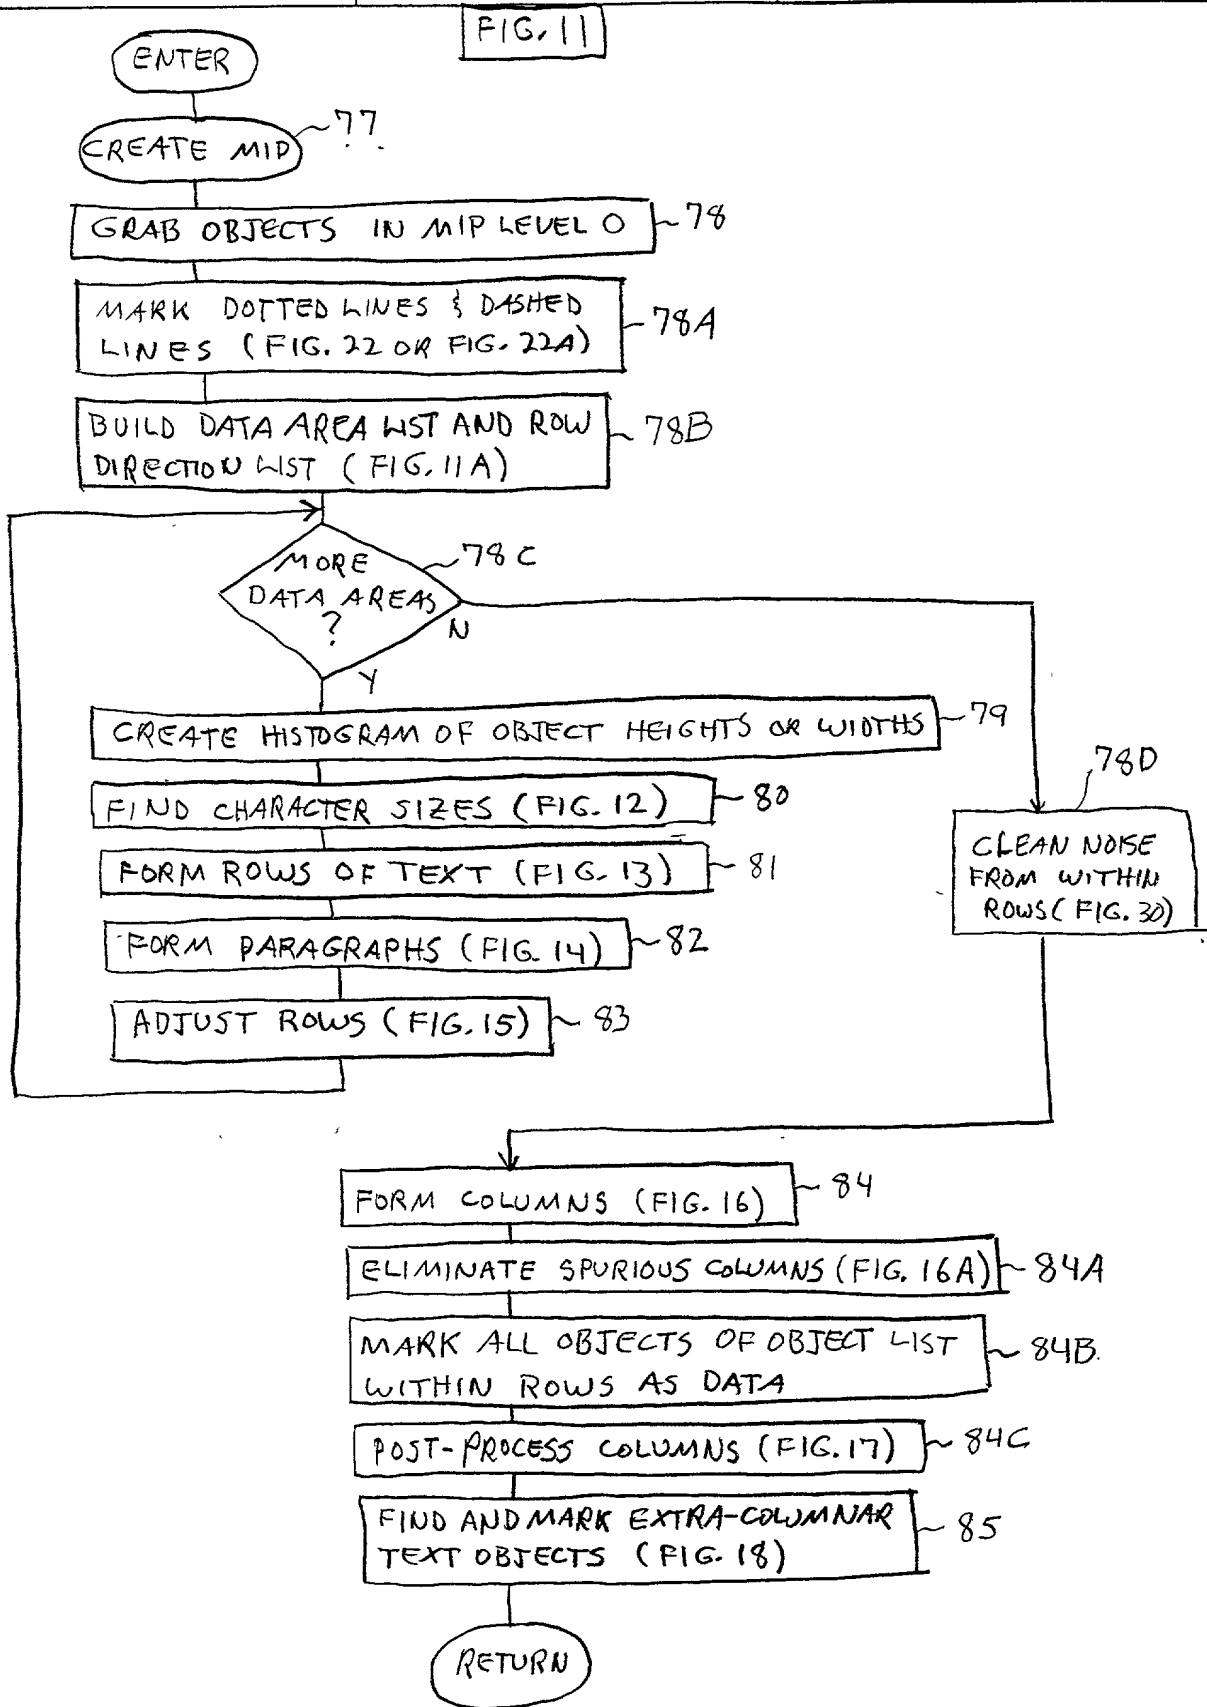 FIG. 11
ENTER
CREATE MIP
77
GRAB OBJECTS IN MIP LEVEL 0
78
MARK DOTTED LINES & DASHED
LINES (FIG. 22 OR FIG. 22A)
78A
BUILD DATA AREA LIST AND ROW
DIRECTION LIST (FIG. 11A)
78B
MORE
DATA AREAS
?
78C
N
Y
CREATE HISTOGRAM OF OBJECT HEIGHTS OR WIDTHS
79
FIND CHARACTER SIZES (FIG. 12)
80
FORM ROWS OF TEXT (FIG. 13)
81
FORM PARAGRAPHS (FIG. 14)
82
ADJUST ROWS (FIG. 15)
83
78D
CLEAN NOISE
FROM WITHIN
ROWS (FIG. 30)
FORM COLUMNS (FIG. 16)
84
ELIMINATE SPURIOUS COLUMNS (FIG. 16A)
84A
MARK ALL OBJECTS OF OBJECT LIST
WITHIN ROWS AS DATA
84B
POST-PROCESS COLUMNS (FIG. 17)
84C
FIND AND MARK EXTRA-COLUMNAR
TEXT OBJECTS (FIG. 18)
85
RETURN